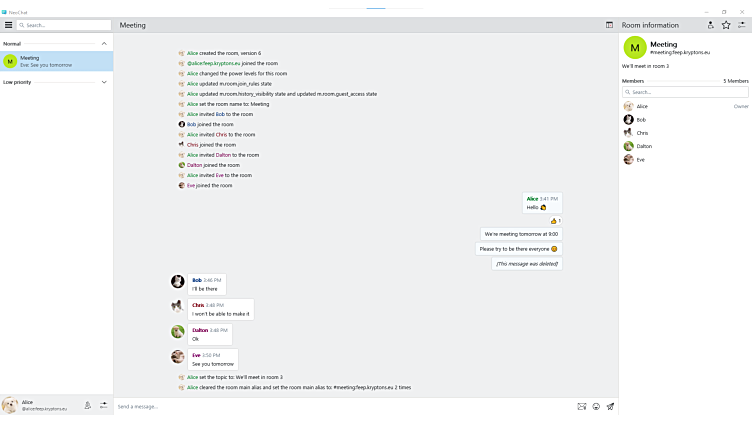 NeoChat
Search...
Meeting
Room information
Normal
M
Meeting
Eve: See you tomorrow
Low priority
Alice created the room, version 6
@alice:feep.kryptons.eu joined the room
Alice changed the power levels for this room
Alice updated m.room.join_rules state
Alice updated m.room.history_visibility state and updated m.room.guest_access state
Alice set the room name to: Meeting
Alice invited Bob to the room
Bob joined the room
Alice invited Chris to the room
Chris joined the room
Alice invited Dalton to the room
Dalton joined the room
Alice invited Eve to the room
Eve joined the room
Alice 3:41 PM
Hello
1
We're meeting tomorrow at 9:00
Please try to be there everyone
[This message was deleted]
Bob 3:46 PM
I'll be there
Chris 3:48 PM
I won't be able to make it
Dalton 3:48 PM
Ok
Eve 3:50 PM
See you tomorrow
Alice set the topic to: We'll meet in room 3
Alice cleared the room main alias and set the room main alias to: #meeting:feep.kryptons.eu 2 times
Alice
@alice:feep.kryptons.eu
Send a message...
M
Meeting
#meeting:feep.kryptons.eu
We'll meet in room 3
Members
5 Members
Search...
Alice
Owner
Bob
Chris
Dalton
Eve